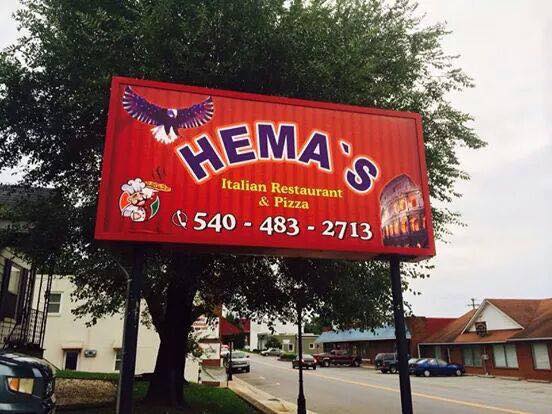 HEMA'S
Italian Restaurant
& Pizza
540 - 483 - 2713